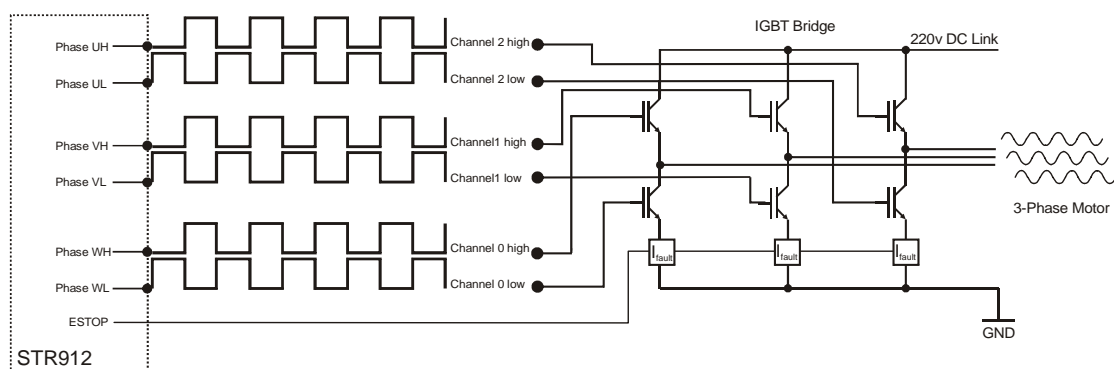 IGBT Bridge
Phase UH
Channel 2 high
220v DC Link
Phase UL
Channel 2 low
Phase VH
Channel1 high
Phase VL
Channel1 low
3-Phase Motor
Phase WH
Channel 0 high
Ifault
Ifault
Ifault
Phase WL
Channel 0 low
ESTOP
GND
STR912